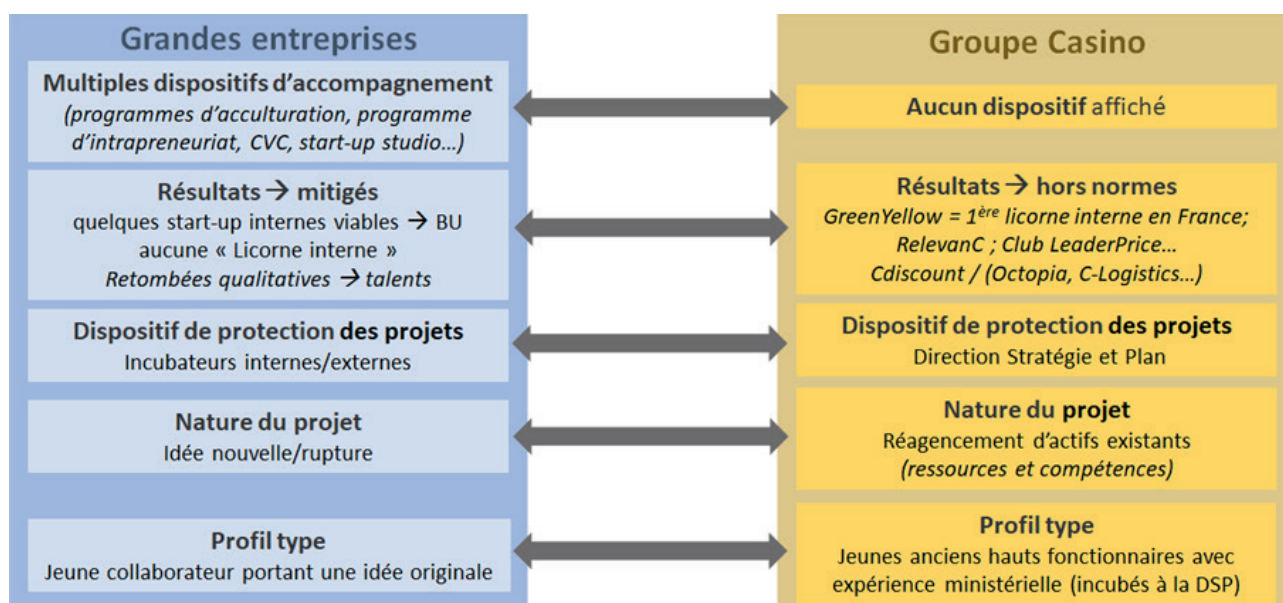 Grandes entreprises
Multiples dispositifs d'accompagnement
(programmes d'acculturation, programme
d'intrapreneuriat, CVC, start-up studio…)
Résultats → mitigés
quelques start-up internes viables → BU
aucune « Licorne interne »
Retombées qualitatives → talents
Dispositif de protection des projets
Incubateurs internes/externes
Nature du projet
Idée nouvelle/rupture
Profil type
Jeune collaborateur portant une idée originale
Groupe Casino
Aucun dispositif affiché
Résultats → hors normes
GreenYellow = 1ère licorne interne en France;
RelevanC ; Club LeaderPrice…
Cdiscount / (Octopia, C-Logistics…)
Dispositif de protection des projets
Direction Stratégie et Plan
Nature du projet
Réagencement d'actifs existants
(ressources et compétences)
Profil type
Jeunes anciens hauts fonctionnaires avec
expérience ministérielle (incubés à la DSP)